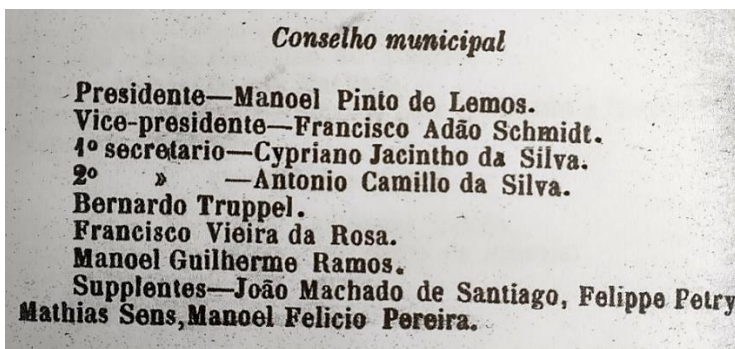 Conselho municipal
Presidente—Manoel Pinto de Lemos.
Vice-presidente—Francisco Adão Schmidt.
1º secretario—Cypriano Jacintho da Silva.
2º » —Antonio Camillo da Silva.
Bernardo Truppel.
Francisco Vieira da Rosa.
Manoel Guilherme Ramos.
Supplentes—João Machado de Santiago, Felippe Petry
Mathias Sens, Manoel Felicio Pereira.